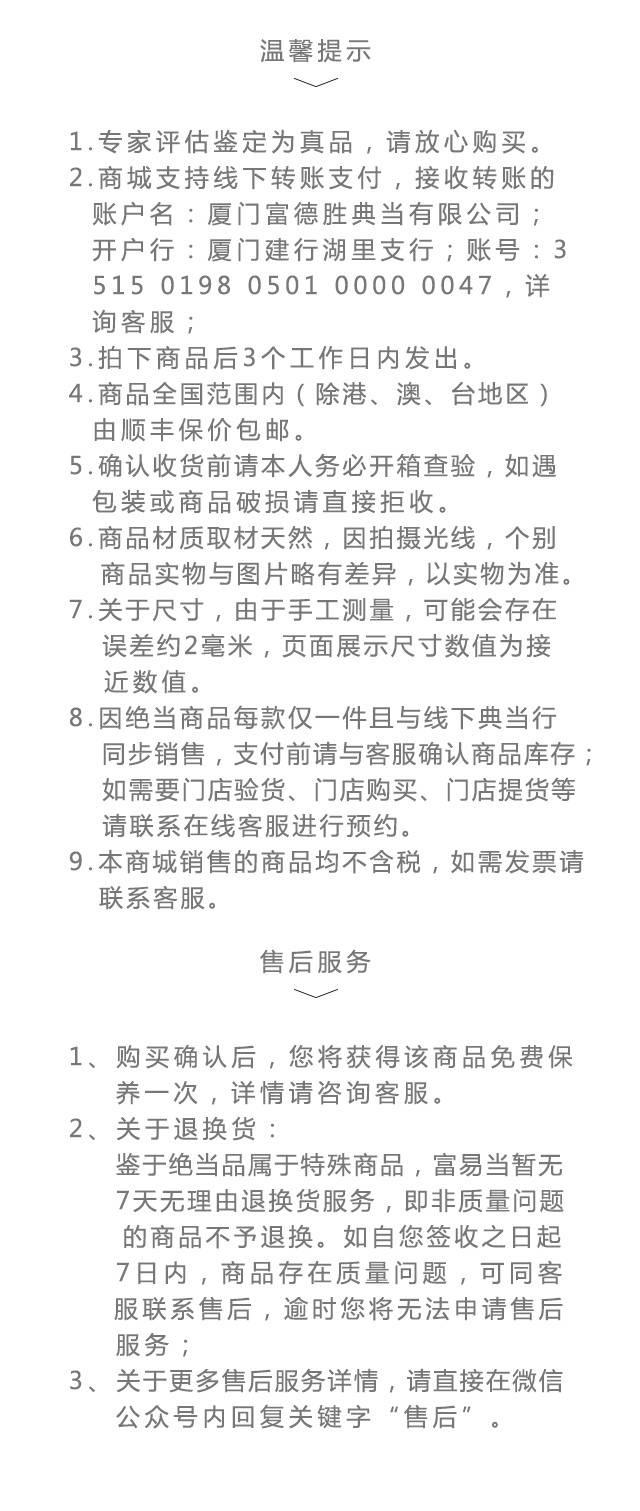 温馨提示
1.专家评估鉴定为真品，请放心购买。
2.商城支持线下转账支付，接收转账的
账户名：厦门富德胜典当有限公司；
开户行：厦门建行湖里支行；账号：3
515 0198 0501 0000 0047，详
询客服；
3.拍下商品后3个工作日内发出。
4.商品全国范围内（除港、澳、台地区）
由顺丰保价包邮。
5.确认收货前请本人务必开箱查验，如遇
包装或商品破损请直接拒收。
6.商品材质取材天然，因拍摄光线，个别
商品实物与图片略有差异，以实物为准。
7.关于尺寸，由于手工测量，可能会存在
误差约2毫米，页面展示尺寸数值为接
近数值。
8.因绝当商品每款仅一件且与线下典当行
同步销售，支付前请与客服确认商品库存；
如需要门店验货、门店购买、门店提货等
请联系在线客服进行预约。
9.本商城销售的商品均不含税，如需发票请
联系客服。
售后服务
1、购买确认后，您将获得该商品免费保
养一次，详情请咨询客服。
2、关于退换货：
鉴于绝当品属于特殊商品，富易当暂无
7天无理由退换货服务，即非质量问题
的商品不予退换。如自您签收之日起
7日内，商品存在质量问题，可同客
服联系售后，逾时您将无法申请售后
服务；
3、关于更多售后服务详情，请直接在微信
公众号内回复关键字“售后”。